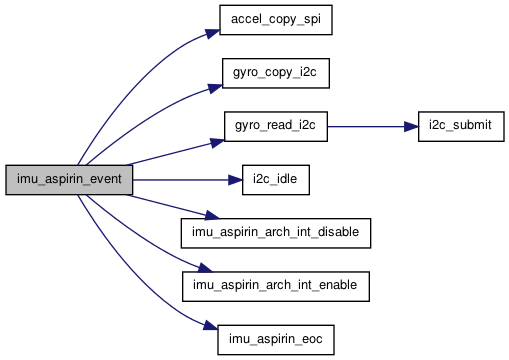 accel_copy_spi
gyro_copy_i2c
gyro_read_i2c
i2c_submit
imu_aspirin_event
i2c_idle
imu_aspirin_arch_int_disable
imu_aspirin_arch_int_enable
imu_aspirin_eoc